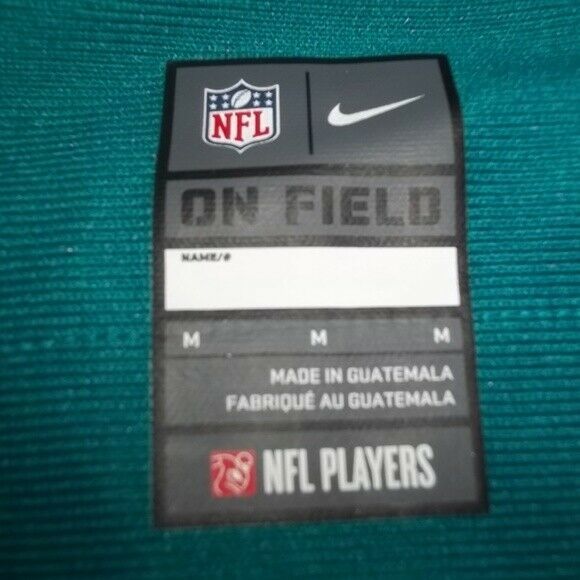 NFL
ON FIELD
NAME/#
M M M
MADE IN GUATEMALA
FABRIQUÉ AU GUATEMALA
NFL PLAYERS